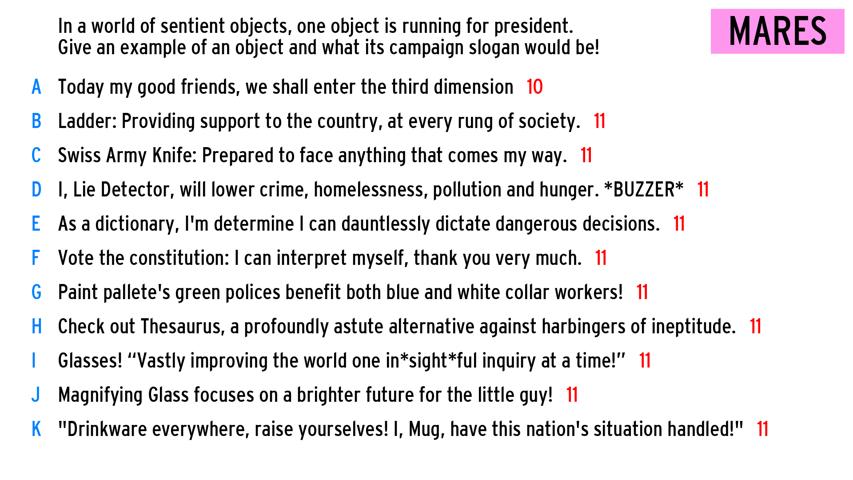 In a world of sentient objects, one object is running for president.
Give an example of an object and what its campaign slogan would be!
MARES
A Today my good friends, we shall enter the third dimension 10
B Ladder: Providing support to the country, at every rung of society. 11
C Swiss Army Knife: Prepared to face anything that comes my way. 11
D I, Lie Detector, will lower crime, homelessness, pollution and hunger. *BUZZER* 11
E As a dictionary, I'm determine I can dauntlessly dictate dangerous decisions. 11
F Vote the constitution: I can interpret myself, thank you very much. 11
G Paint pallete's green polices benefit both blue and white collar workers! 11
H Check out Thesaurus, a profoundly astute alternative against harbingers of ineptitude. 11
I Glasses! “Vastly improving the world one in*sight*ful inquiry at a time!” 11
J Magnifying Glass focuses on a brighter future for the little guy! 11
K "Drinkware everywhere, raise yourselves! I, Mug, have this nation's situation handled!" 11